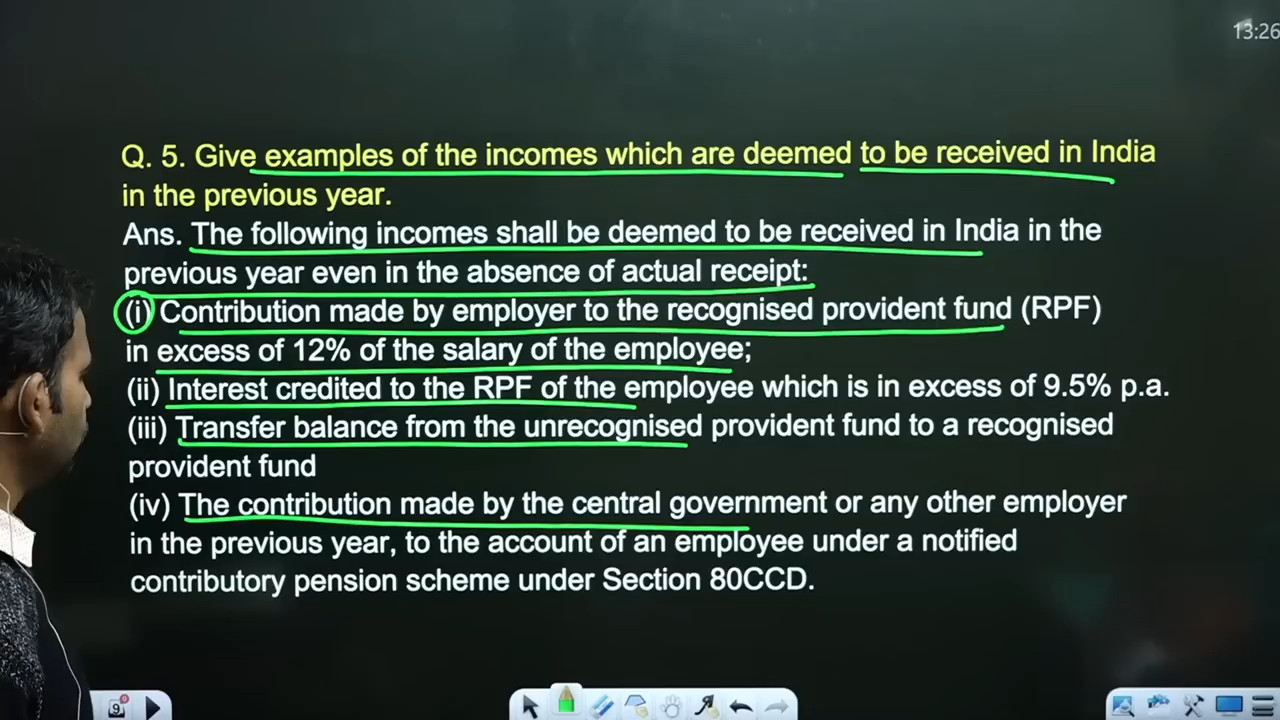 13:26
Q. 5. Give examples of the incomes which are deemed to be received in India
in the previous year.
Ans. The following incomes shall be deemed to be received in India in the
previous year even in the absence of actual receipt:
(i) Contribution made by employer to the recognised provident fund (RPF)
in excess of 12% of the salary of the employee;
(ii) Interest credited to the RPF of the employee which is in excess of 9.5% p.a.
(iii) Transfer balance from the unrecognised provident fund to a recognised
provident fund
(iv) The contribution made by the central government or any other employer
in the previous year, to the account of an employee under a notified
contributory pension scheme under Section 80CCD.
9